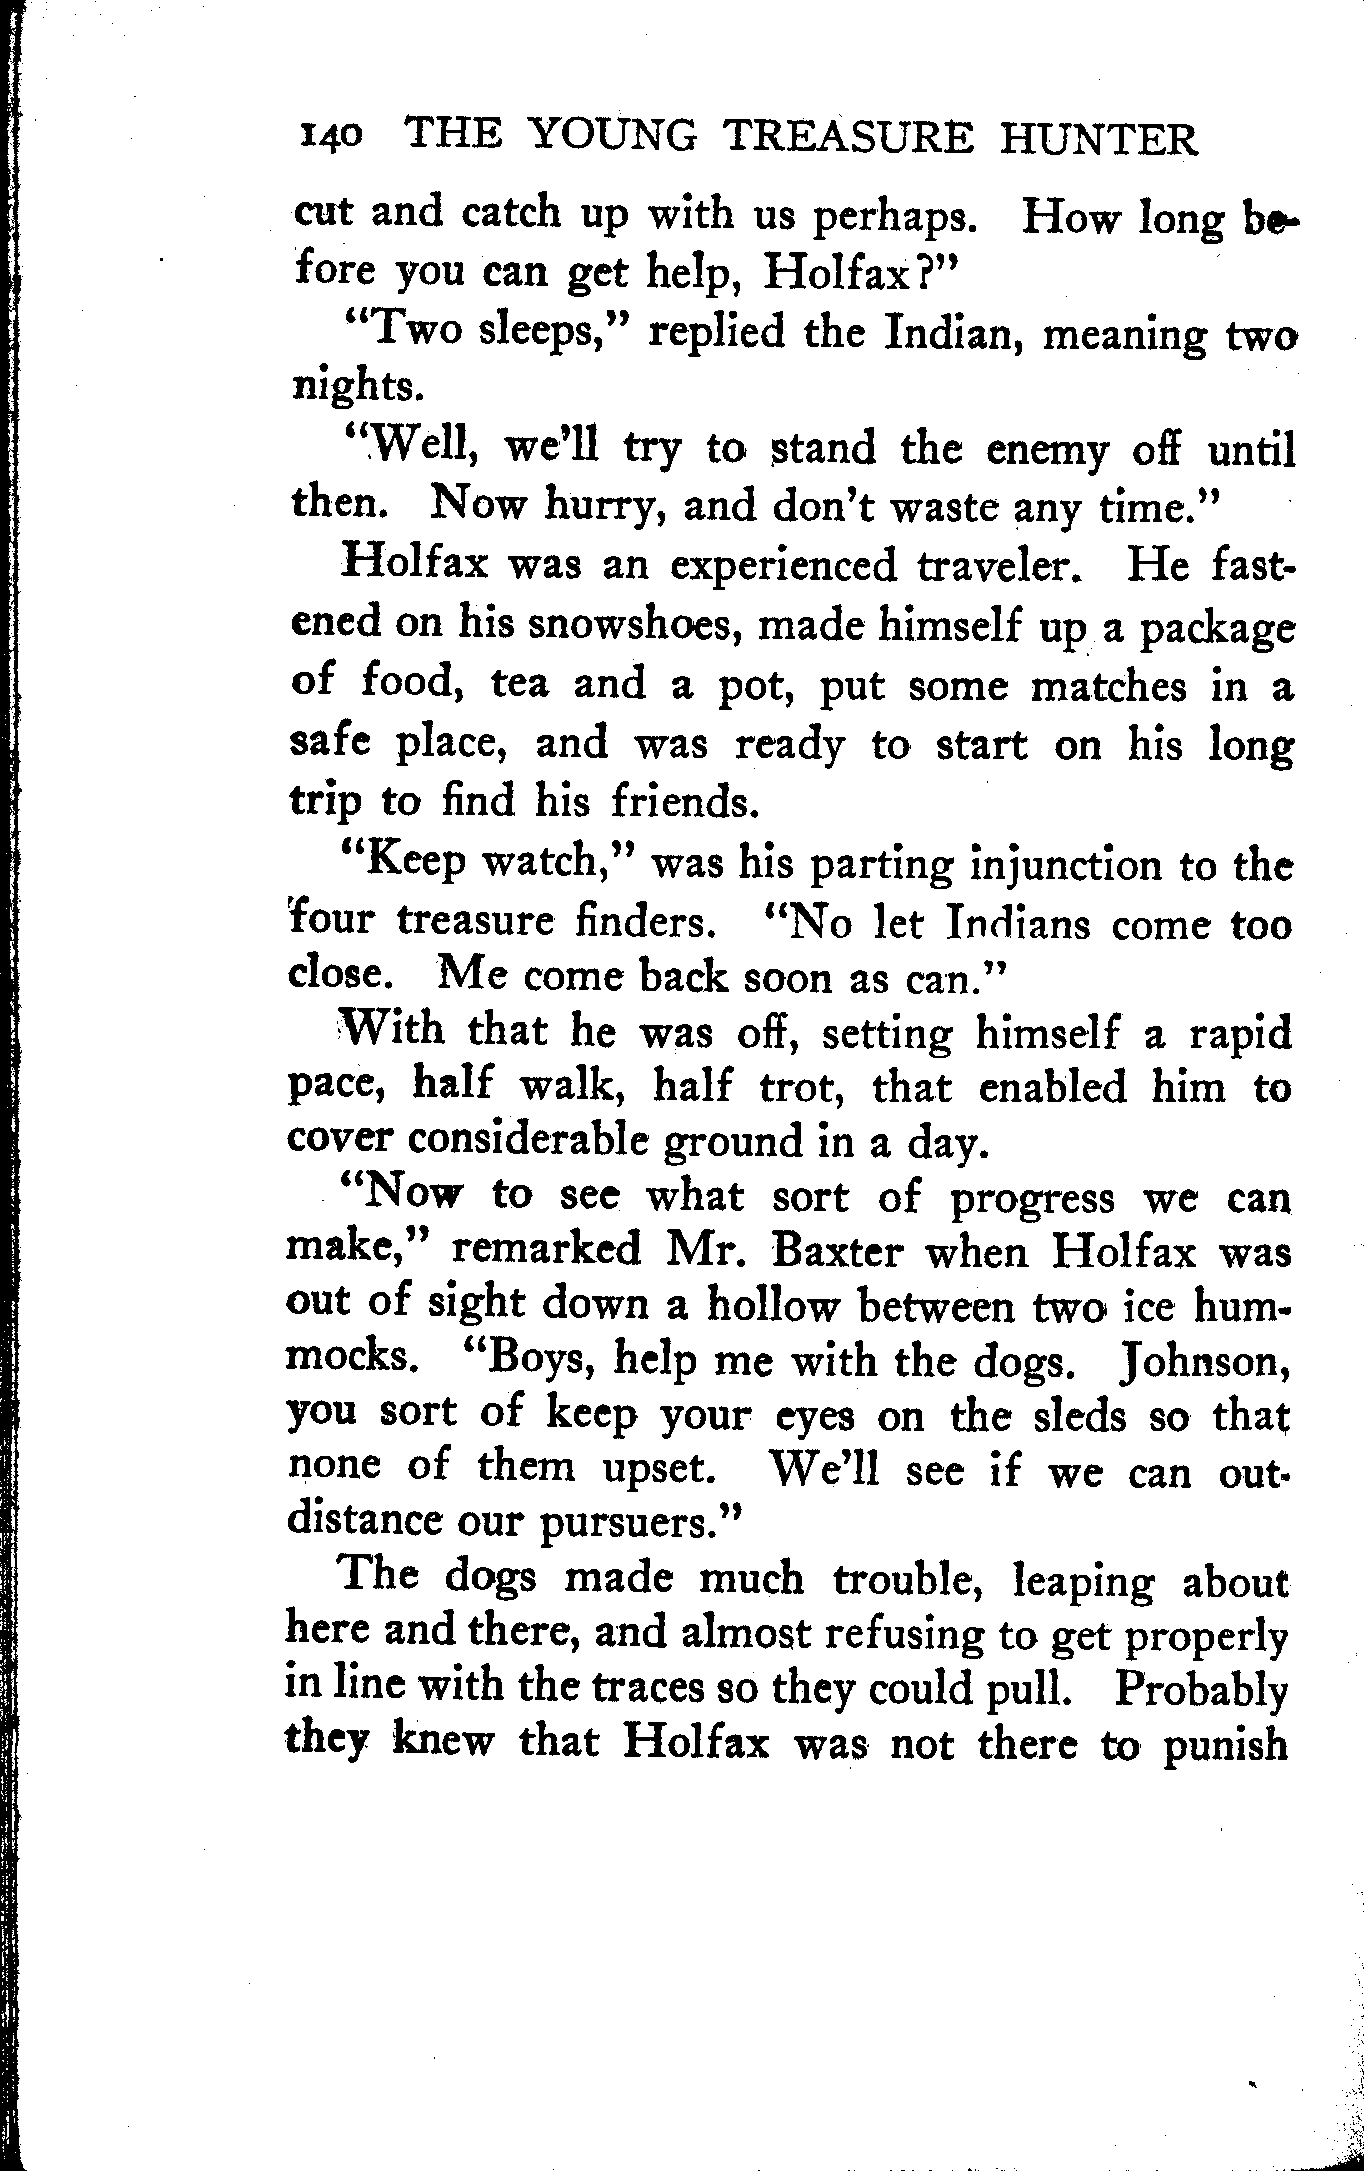 140 THE YOUNG TREASURE HUNTER
cut and catch up with us perhaps. How long be-
fore you can get help, Holfax?"
"Two sleeps," replied the Indian, meaning two
nights.
"Well, we'll try to stand the enemy off until
then. Now hurry, and don't waste any time."
Holfax was an experienced traveler. He fast-
ened on his snowshoes, made himself up a package
of food, tea and a pot, put some matches in a
safe place, and was ready to start on his long
trip to find his friends.
"Keep watch," was his parting injunction to the
four treasure finders. "No let Indians come too
close. Me come back soon as can."
With that he was off, setting himself a rapid
pace, half walk, half trot, that enabled him to
cover considerable ground in a day.
"Now to see what sort of progress we can
make," remarked Mr. Baxter when Holfax was
out of sight down a hollow between two ice hum-
mocks. "Boys, help me with the dogs. Johnson,
you sort of keep your eyes on the sleds so that
none of them upset. We'll see if we can out-
distance our pursuers."
The dogs made much trouble, leaping about
here and there, and almost refusing to get properly
in line with the traces so they could pull. Probably
they knew that Holfax was not there to punish